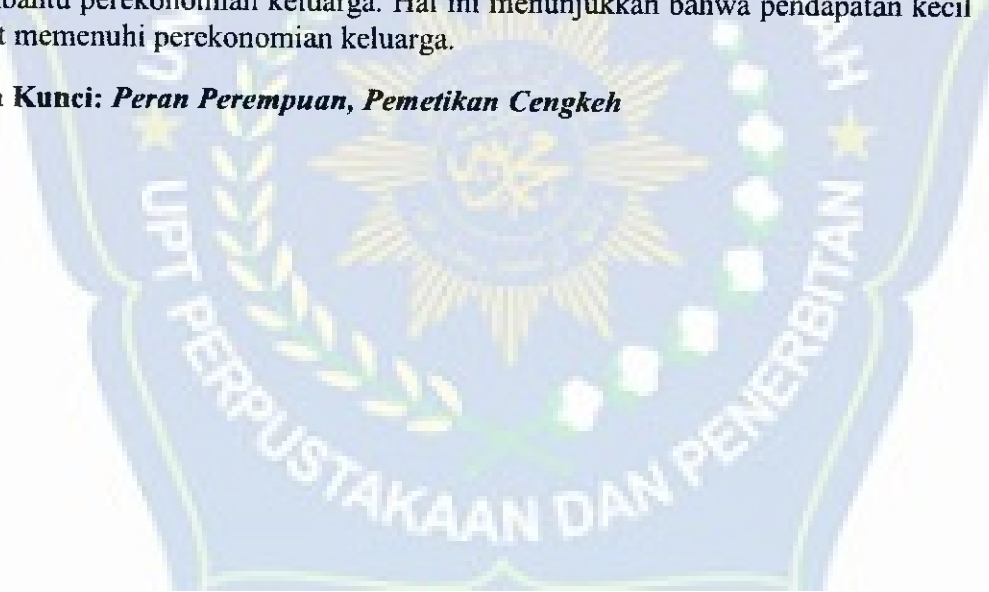 bantu perekonomian keluarga. Hal ini menunjukkan bahwa pendapatan kecil
t memenuhi perekonomian keluarga.
Kunci: Peran Perempuan, Pemetikan Cengkeh
UPT PERPUSTAKAAN DAN PENERBITAN
AH